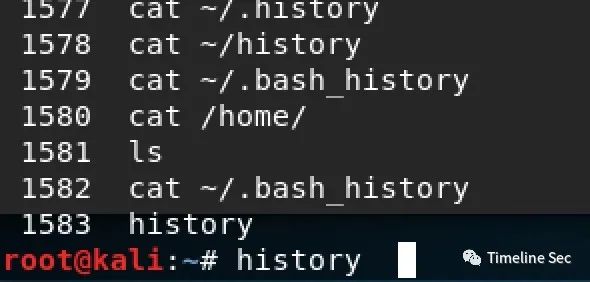 1577 cat ~/.history
1578 cat ~/history
1579 cat ~/.bash_history
1580 cat /home/
1581 ls
1582 cat ~/.bash_history
1583 history
root@kali:~# history
Timeline Sec